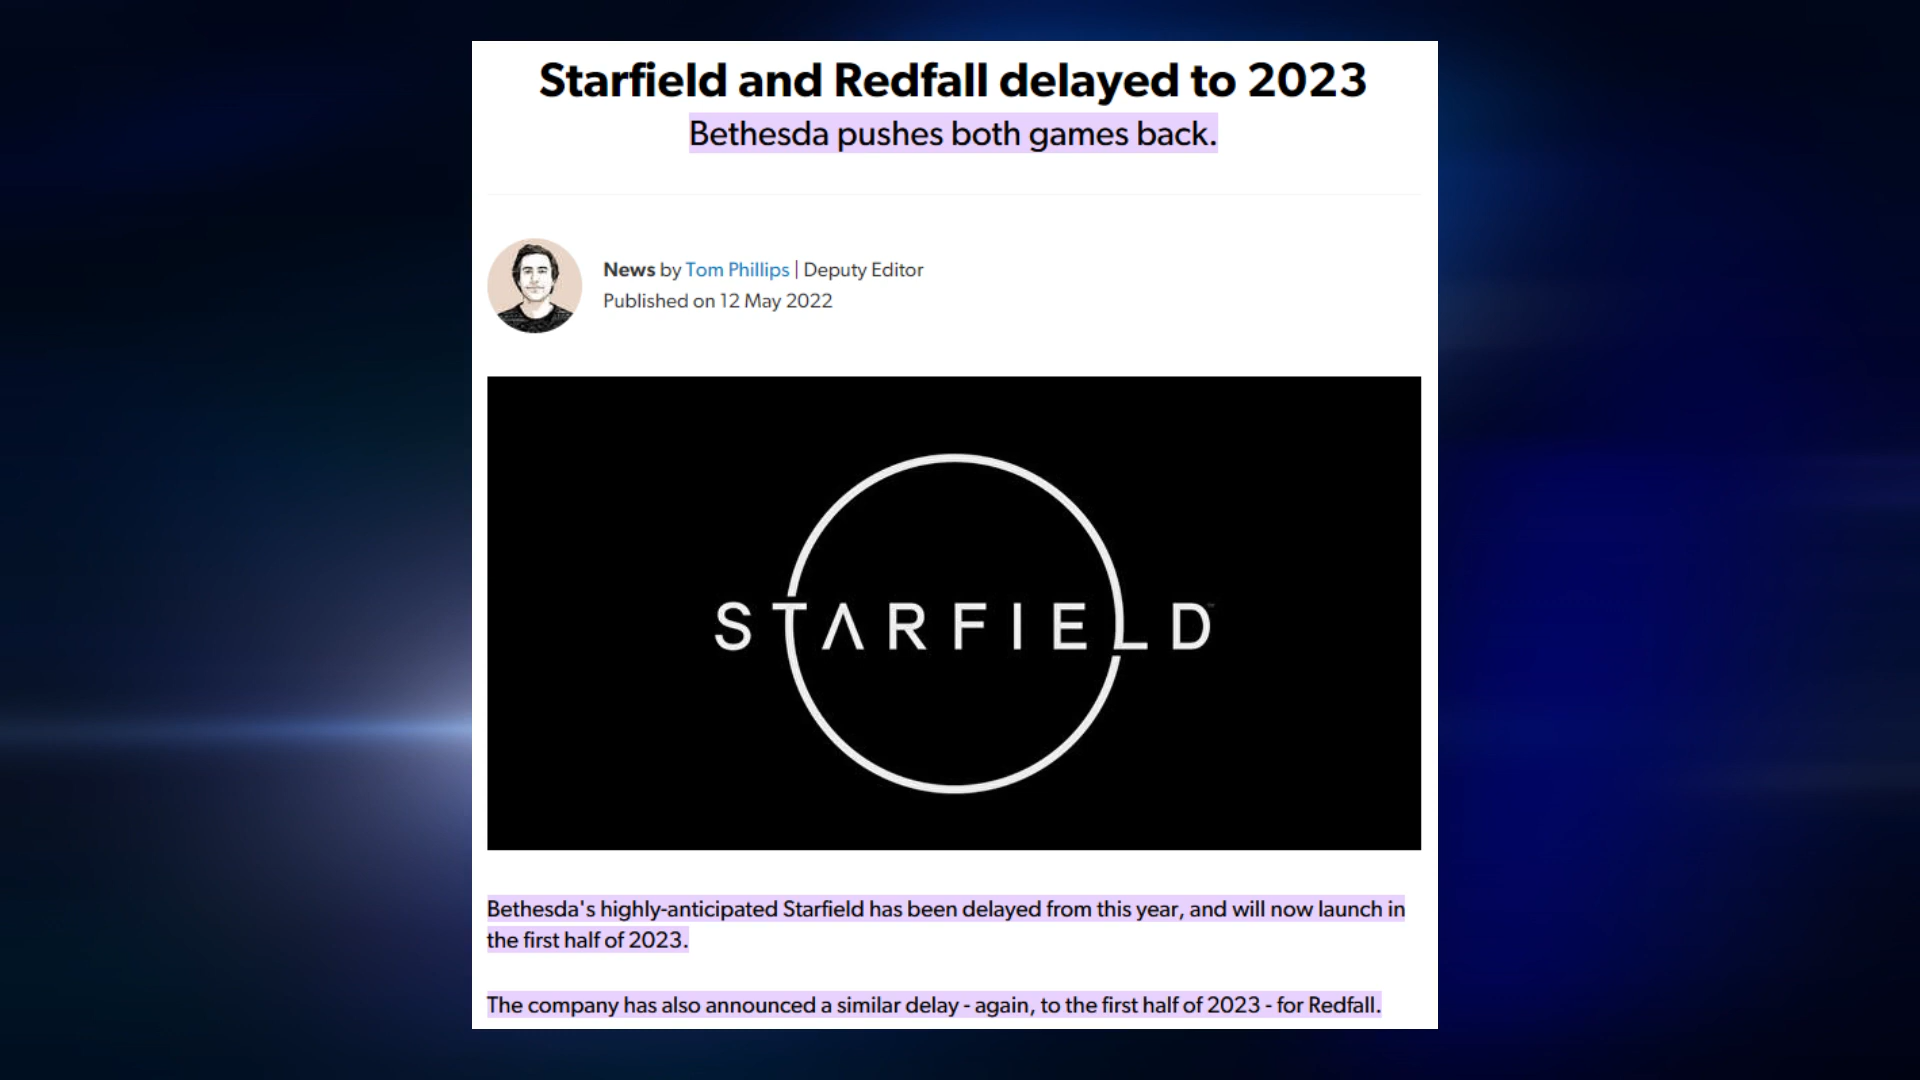 Starfield and Redfall delayed to 2023
Bethesda pushes both games back.
News by Tom Phillips | Deputy Editor
Published on 12 May 2022
STARFIELD™
Bethesda's highly-anticipated Starfield has been delayed from this year, and will now launch in
the first half of 2023.
The company has also announced a similar delay - again, to the first half of 2023 - for Redfall.